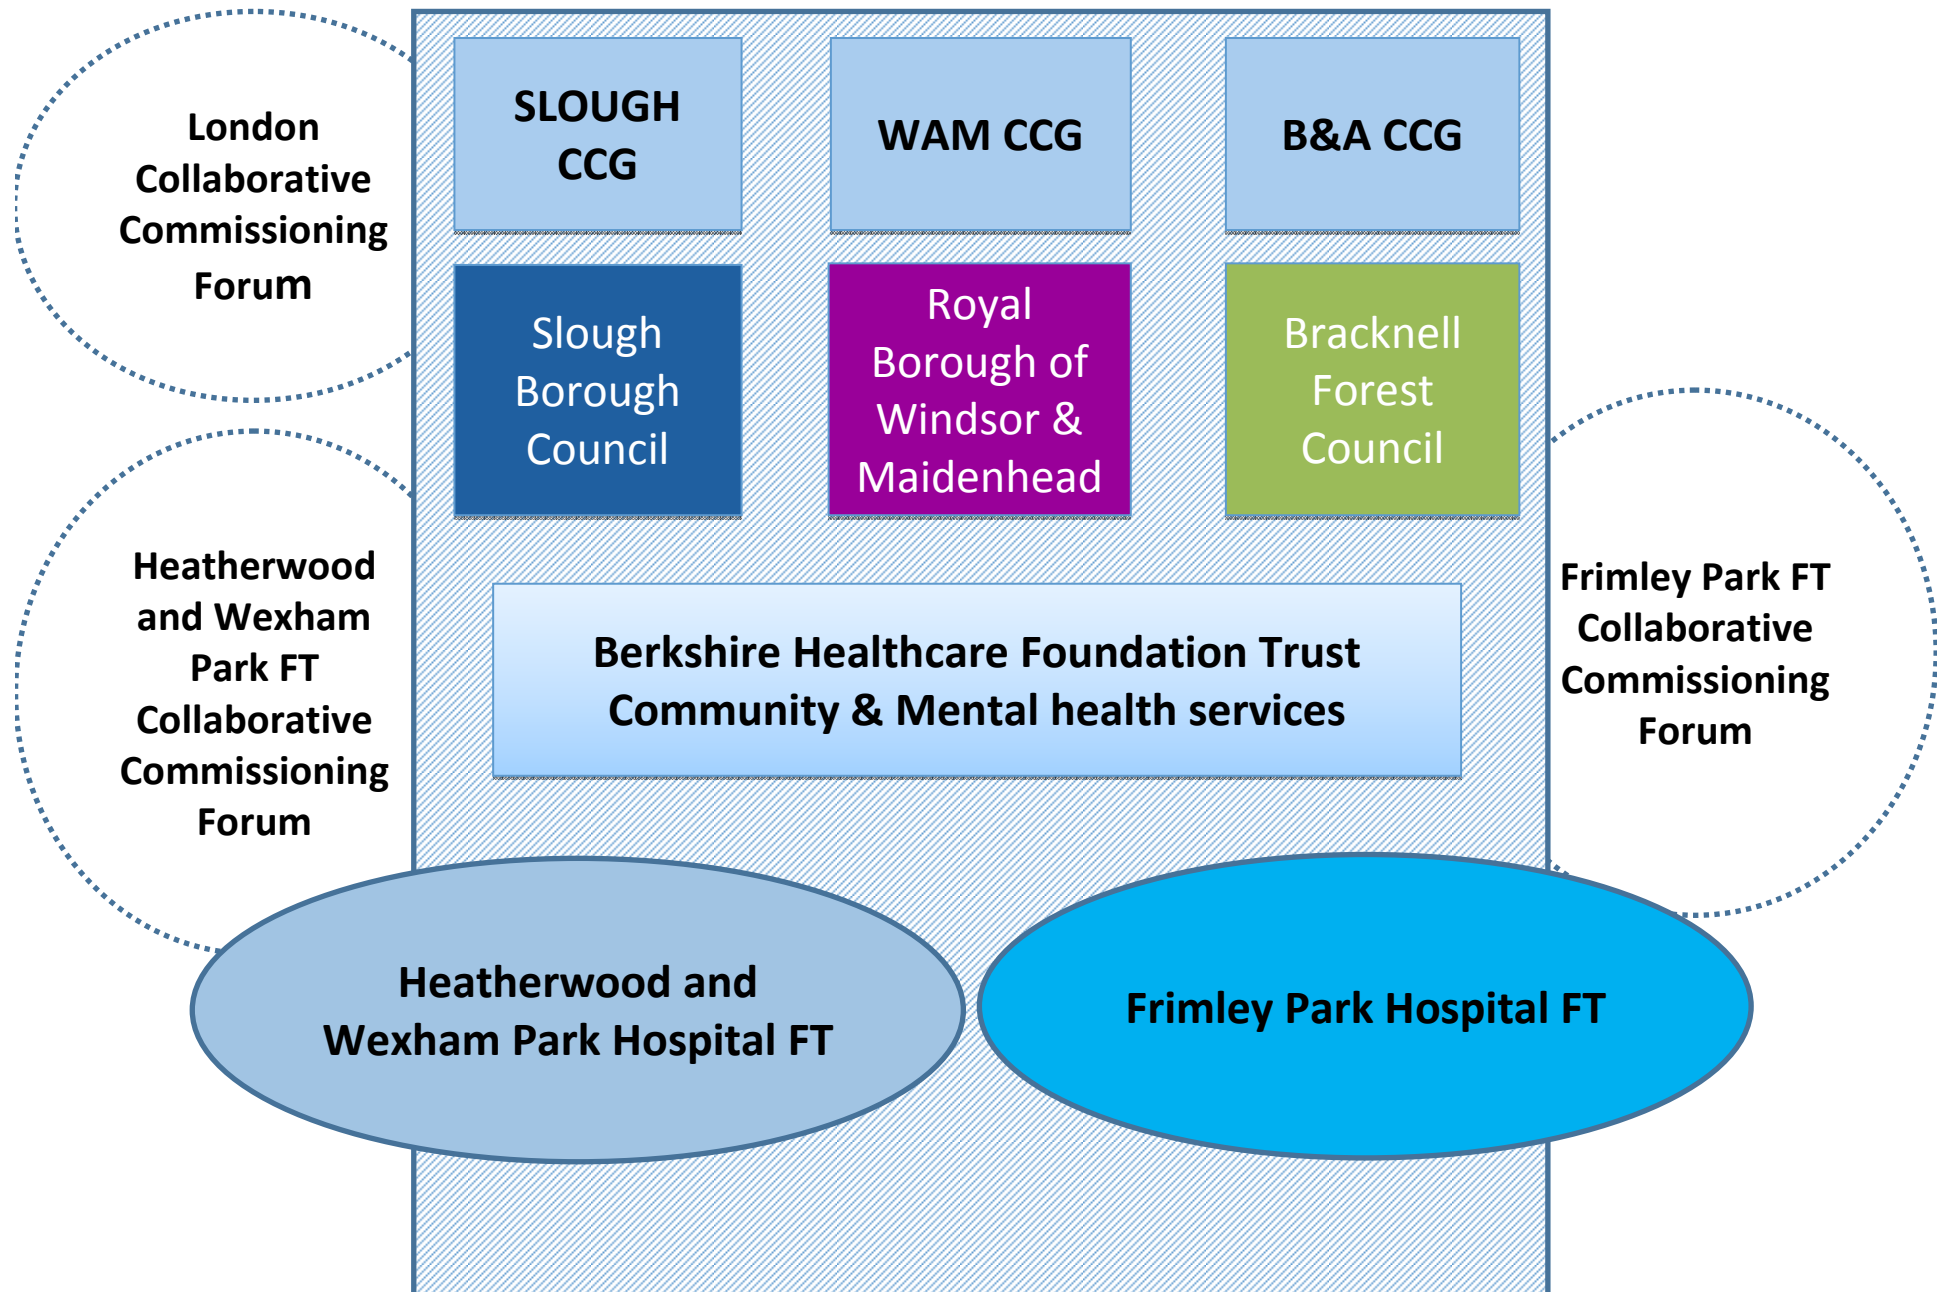 London
Collaborative
Commissioning
Forum
SLOUGH
CCG
WAM CCG
B&A CCG
Slough
Borough
Council
Royal
Borough of
Windsor &
Maidenhead
Bracknell
Forest
Council
Heatherwood
and Wexham
Park FT
Collaborative
Commissioning
Forum
Berkshire Healthcare Foundation Trust
Community & Mental health services
Frimley Park FT
Collaborative
Commissioning
Forum
Heatherwood and
Wexham Park Hospital FT
Frimley Park Hospital FT